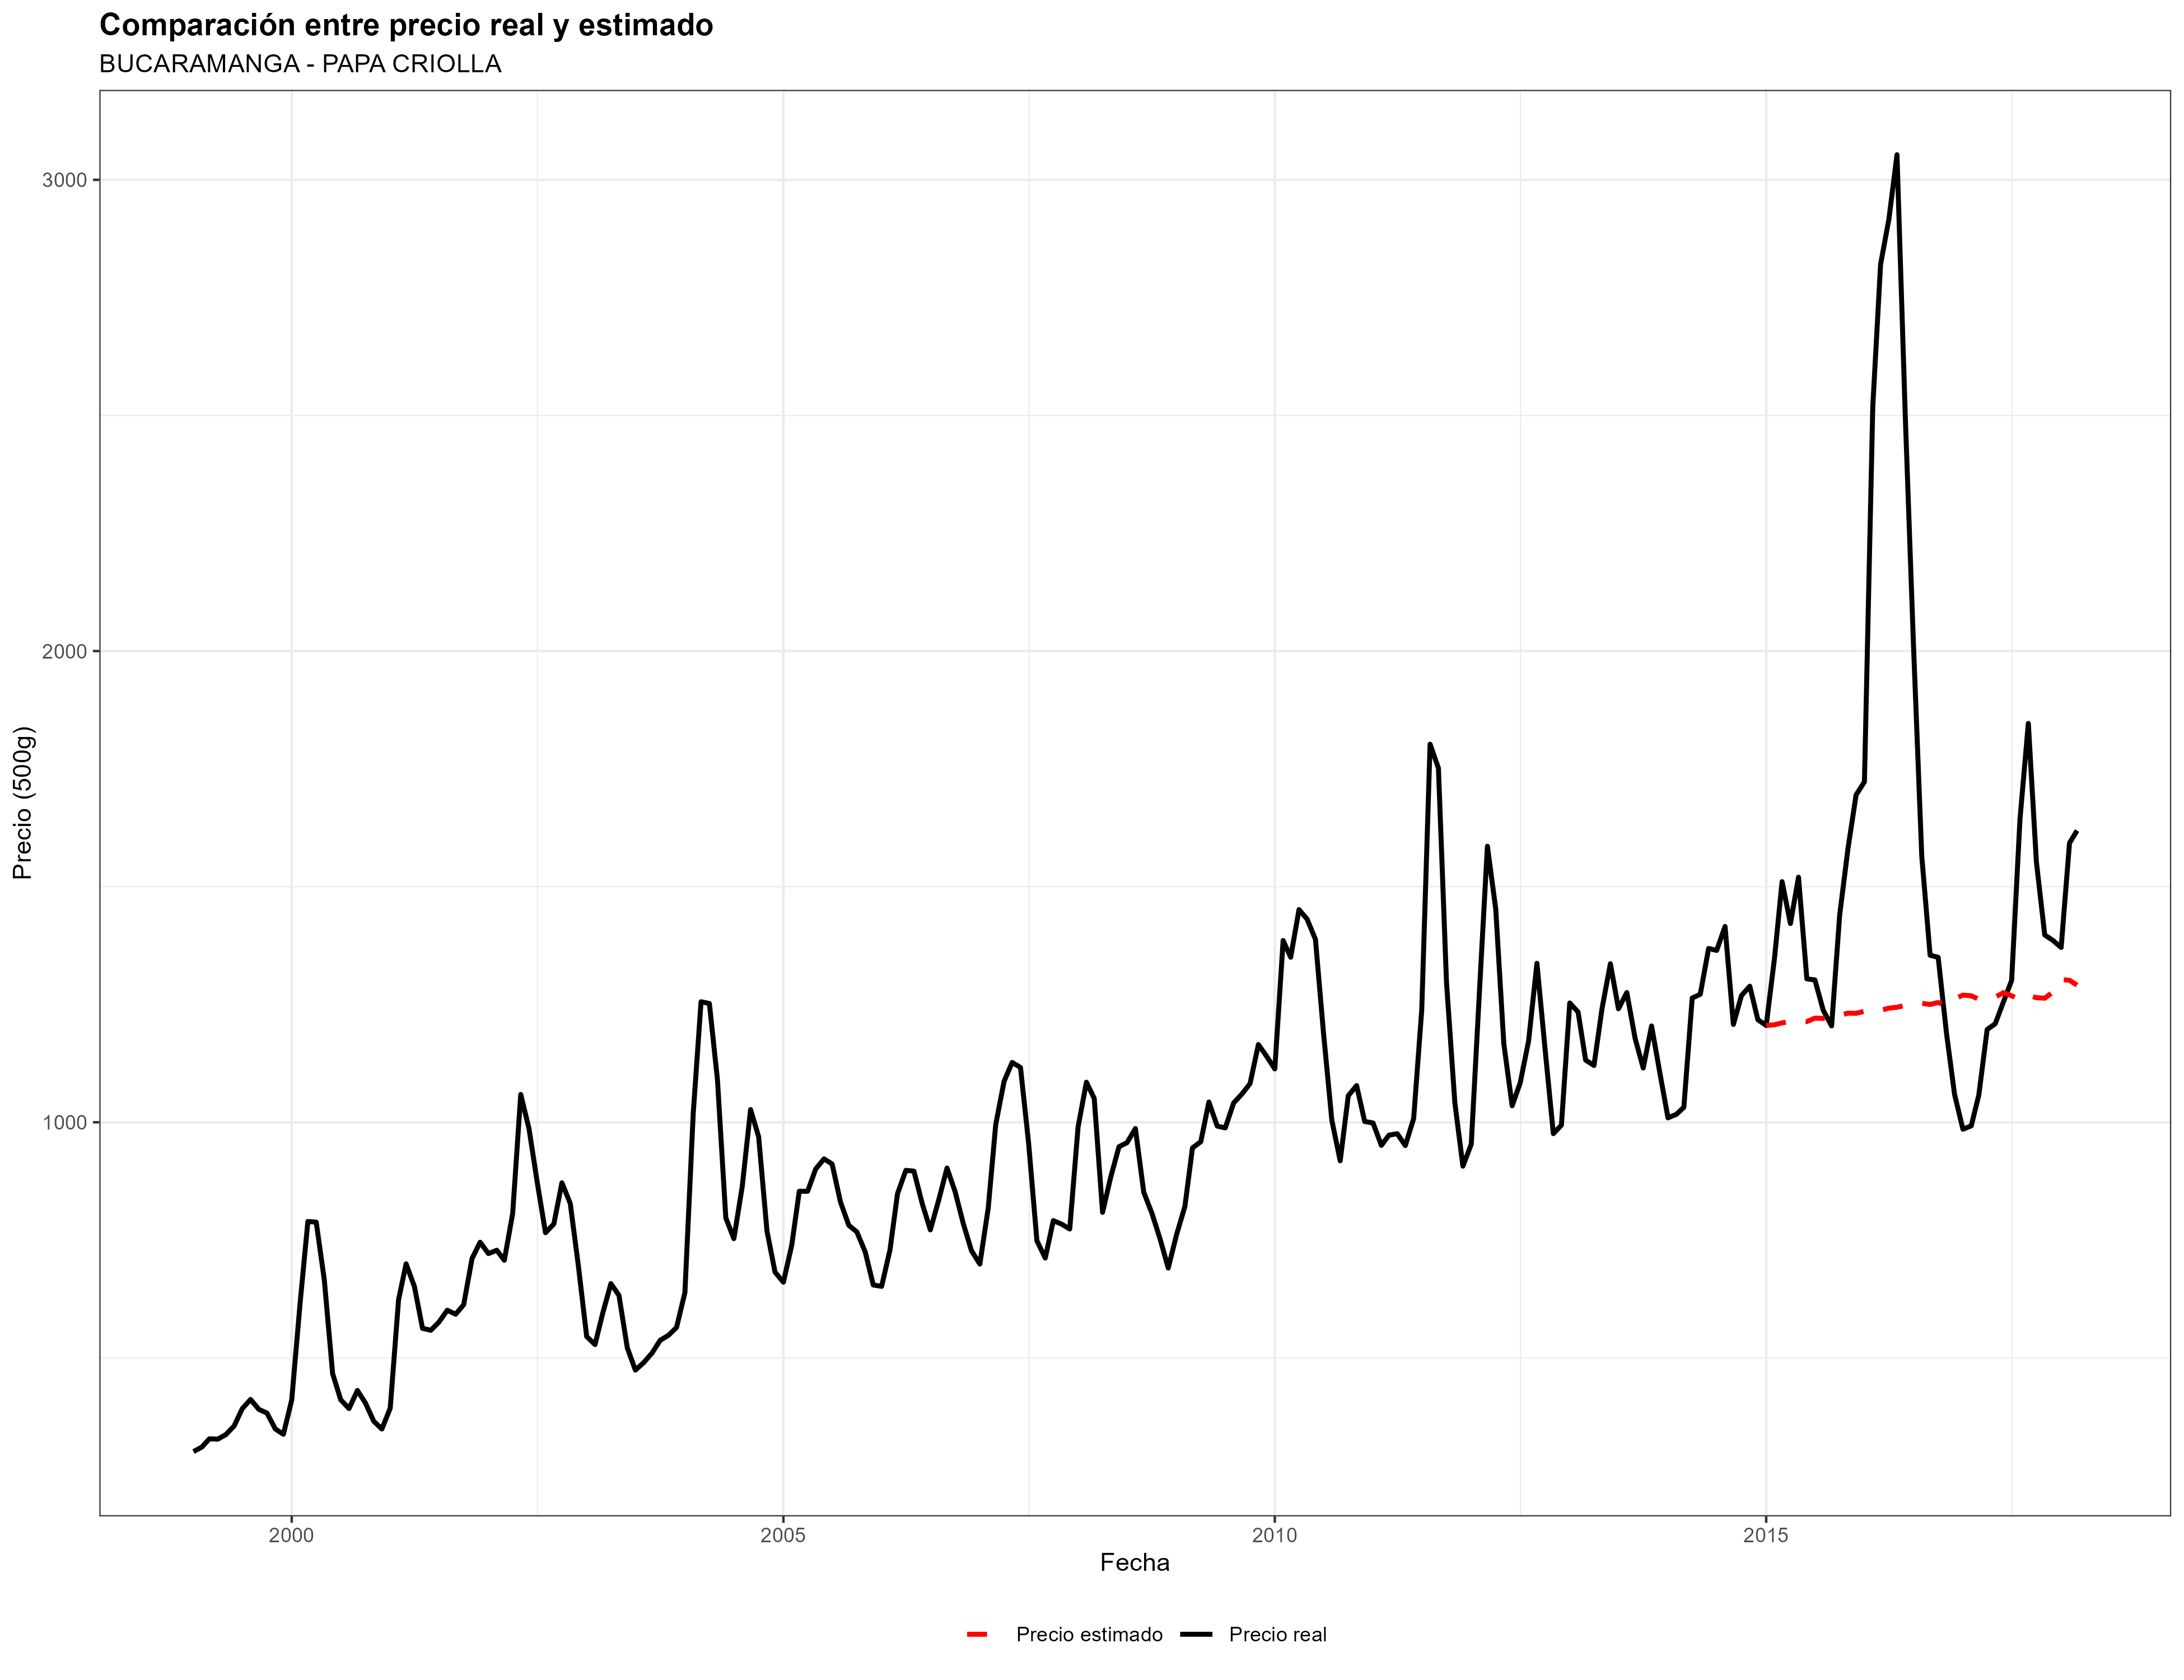 Comparación entre precio real y estimado
BUCARAMANGA - PAPA CRIOLLA
Precio (500g)
3000
2000
1000
2000 2005 2010 2015
Fecha
Precio estimado Precio real